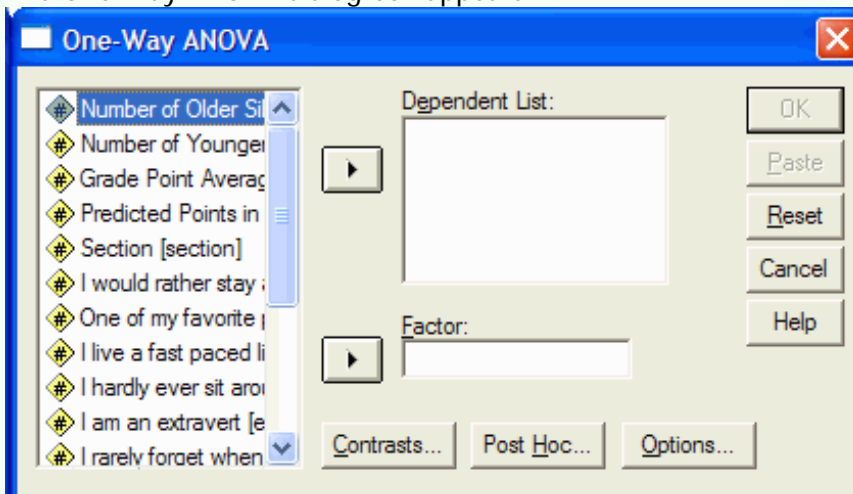 One-Way ANOVA
Number of Older Sil
Number of Younger
Grade Point Averag
Predicted Points in
Section [section]
I would rather stay a
One of my favorite p
I live a fast paced li
I hardly ever sit arou
I am an extravert [e
I rarely forget when
Dependent List:
Factor:
Contrasts...
Post Hoc...
Options...
OK
Paste
Reset
Cancel
Help